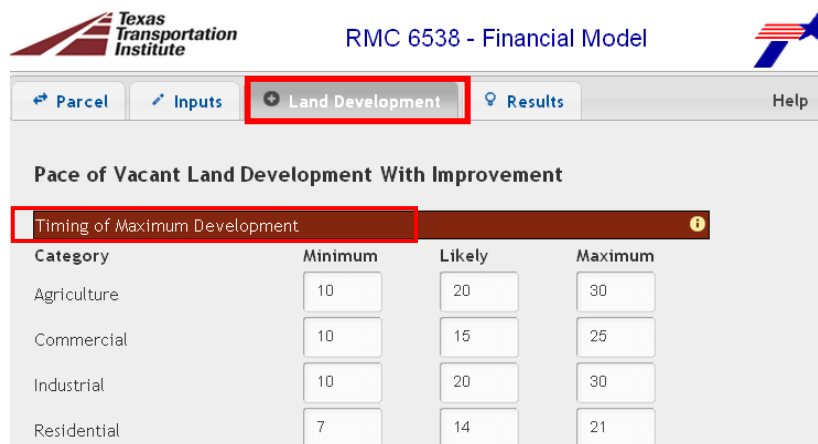 Texas
Transportation
Institute
RMC 6538 - Financial Model
Parcel Inputs Land Development Results Help
Pace of Vacant Land Development With Improvement
Timing of Maximum Development
Category Minimum Likely Maximum
Agriculture 10 20 30
Commercial 10 15 25
Industrial 10 20 30
Residential 7 14 21